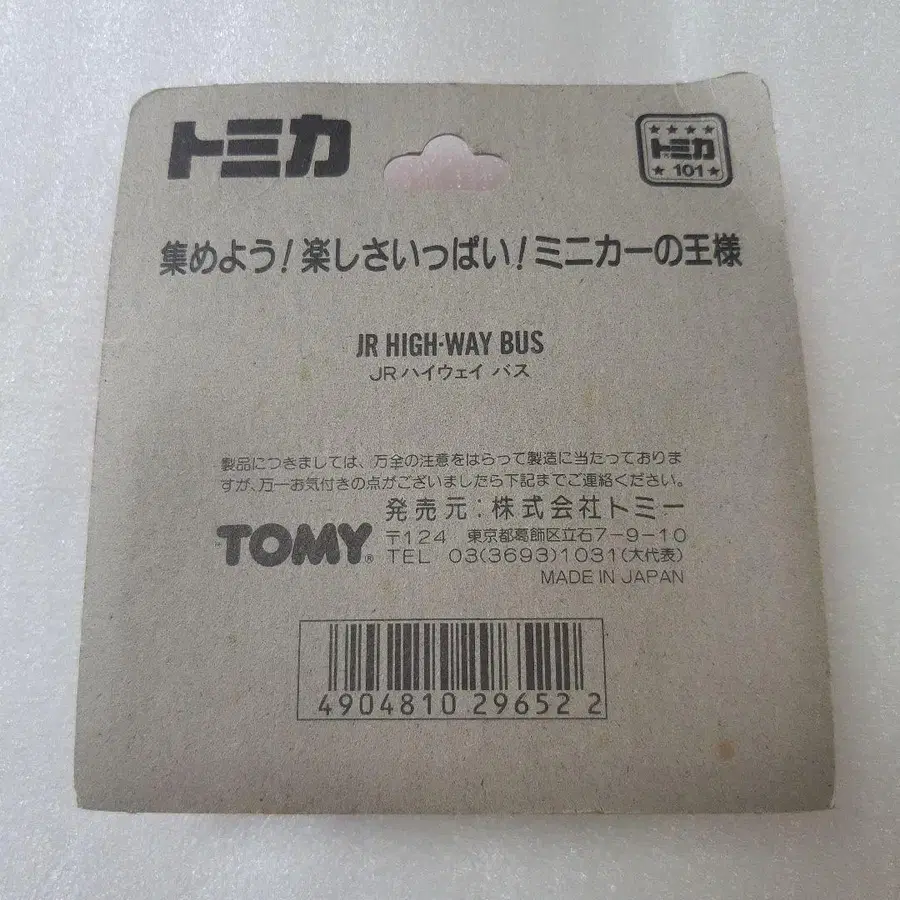 トミカ
トミカ
101
集めよう!楽しさいっぱい!ミニカーの王様
JR HIGH-WAY BUS
JRハイウェイ バス
製品につきましては、万全の注意をはらって製造に当たっておりま
すが、万一お気付きの点がございましたら下記までご連絡ください。
発売元:株式会社トミー
TOMY®
〒124 東京都葛飾区立石7-9-10
TEL 03(3693)1031(大代表)
MADE IN JAPAN
4904810 29652 2